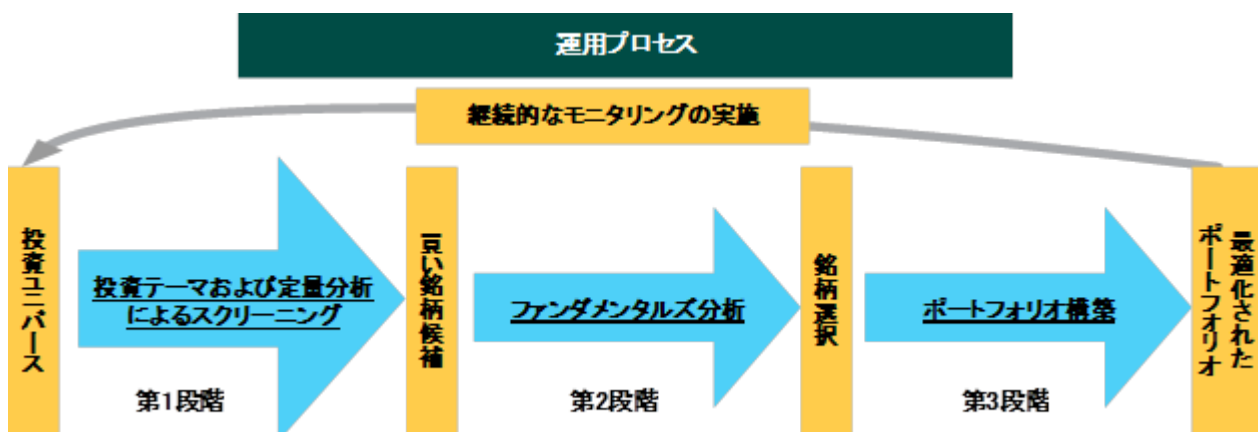 運用プロセス
継続的なモニタリングの実施
投資ユニバース
投資テーマおよび定量分析
によるスクリーニング
第1段階
買い銘柄候補
ファンダメンタルズ分析
第2段階
銘柄選択
ポートフォリオ構築
第3段階
最適化された
ポートフォリオ